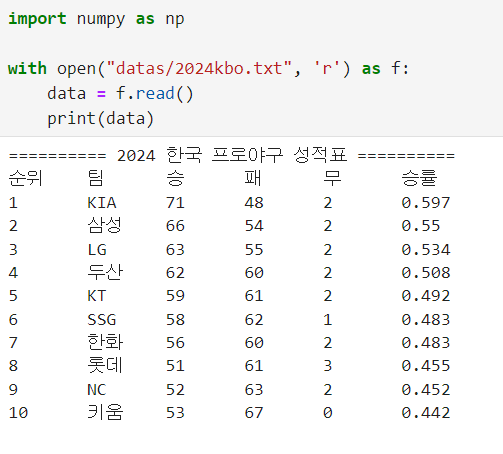 import numpy as np
with open("datas/2024kbo.txt", 'r') as f:
    data = f.read()
    print(data)
========== 2024 한국 프로야구 성적표 ==========
순위 팀 승 패 무 승률
1 KIA 71 48 2 0.597
2 삼성 66 54 2 0.55
3 LG 63 55 2 0.534
4 두산 62 60 2 0.508
5 KT 59 61 2 0.492
6 SSG 58 62 1 0.483
7 한화 56 60 2 0.483
8 롯데 51 61 3 0.455
9 NC 52 63 2 0.452
10 키움 53 67 0 0.442